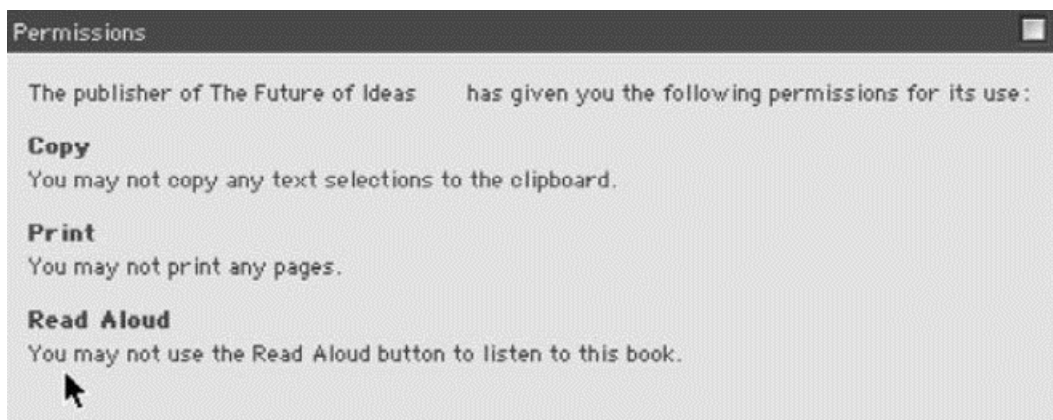 Permissions
The publisher of The Future of Ideas has given you the following permissions for its use:
Copy
You may not copy any text selections to the clipboard.
Print
You may not print any pages.
Read Aloud
You may not use the Read Aloud button to listen to this book.